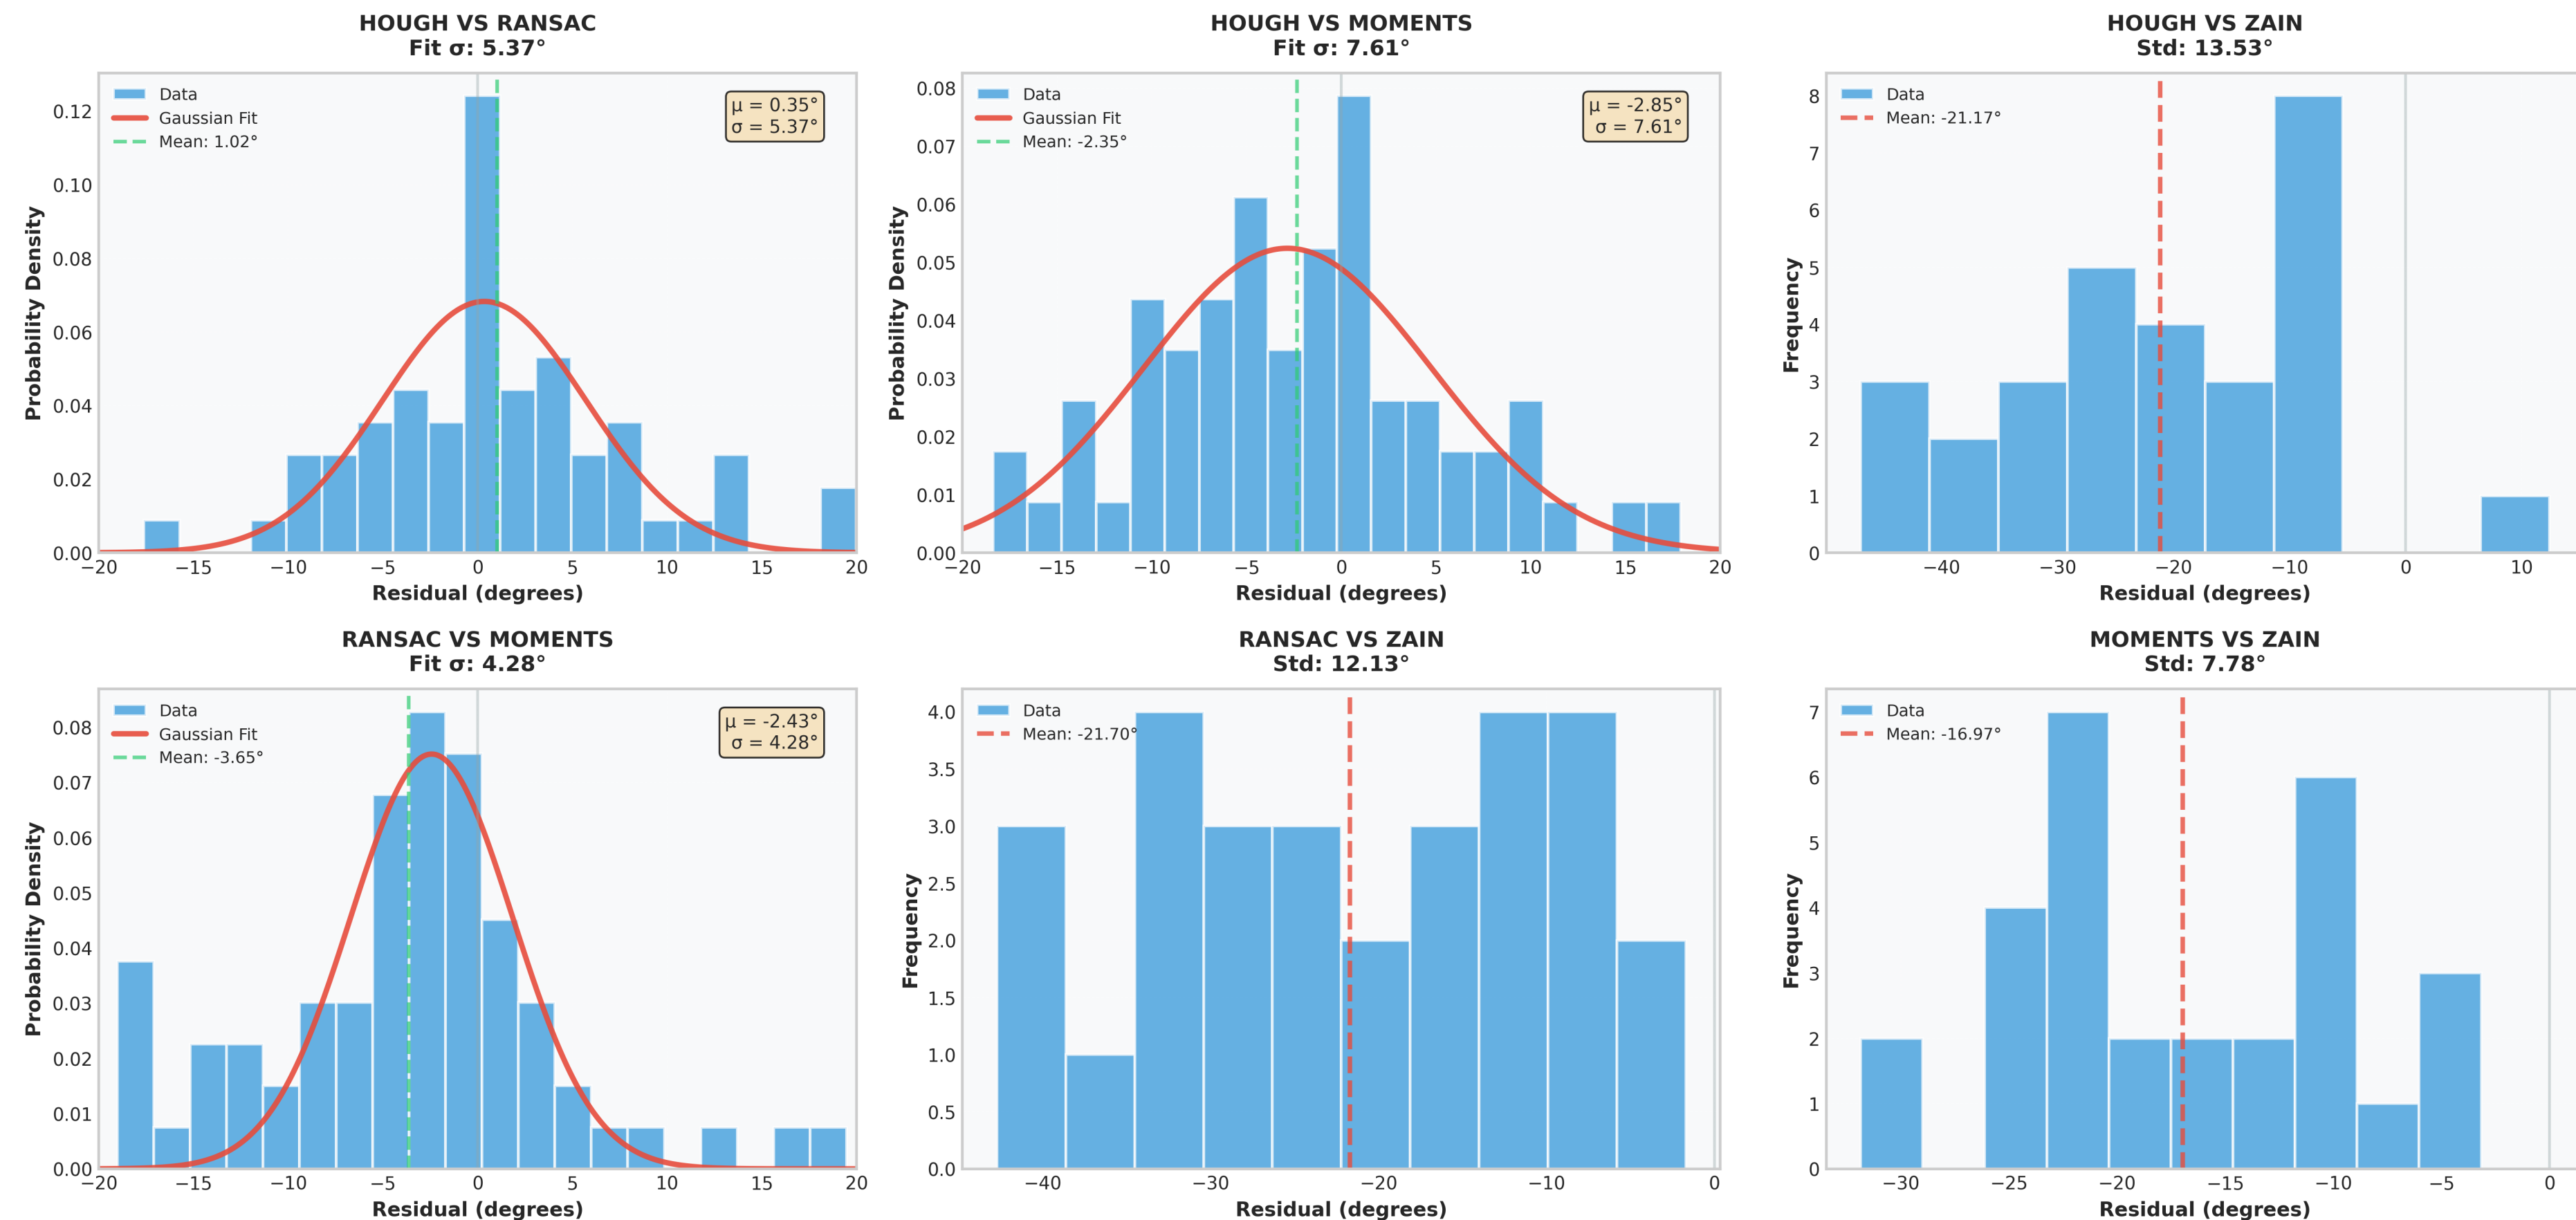 HOUGH VS RANSAC
Fit σ: 5.37°
Data
Gaussian Fit
Mean: 1.02°
μ = 0.35°
σ = 5.37°
0.12
0.10
0.08
0.06
0.04
0.02
0.00
Probability Density
−20 −15 −10 −5 0 5 10 15 20
Residual (degrees)
HOUGH VS MOMENTS
Fit σ: 7.61°
Data
Gaussian Fit
Mean: -2.35°
μ = -2.85°
σ = 7.61°
0.08
0.07
0.06
0.05
0.04
0.03
0.02
0.01
0.00
Probability Density
−20 −15 −10 −5 0 5 10 15 20
Residual (degrees)
HOUGH VS ZAIN
Std: 13.53°
Data
Mean: -21.17°
8
7
6
5
4
3
2
1
0
Frequency
−40 −30 −20 −10 0 10
Residual (degrees)
RANSAC VS MOMENTS
Fit σ: 4.28°
Data
Gaussian Fit
Mean: -3.65°
μ = -2.43°
σ = 4.28°
0.08
0.07
0.06
0.05
0.04
0.03
0.02
0.01
0.00
Probability Density
−20 −15 −10 −5 0 5 10 15 20
Residual (degrees)
RANSAC VS ZAIN
Std: 12.13°
Data
Mean: -21.70°
4.0
3.5
3.0
2.5
2.0
1.5
1.0
0.5
0.0
Frequency
−40 −30 −20 −10 0
Residual (degrees)
MOMENTS VS ZAIN
Std: 7.78°
Data
Mean: -16.97°
7
6
5
4
3
2
1
0
Frequency
−30 −25 −20 −15 −10 −5 0
Residual (degrees)